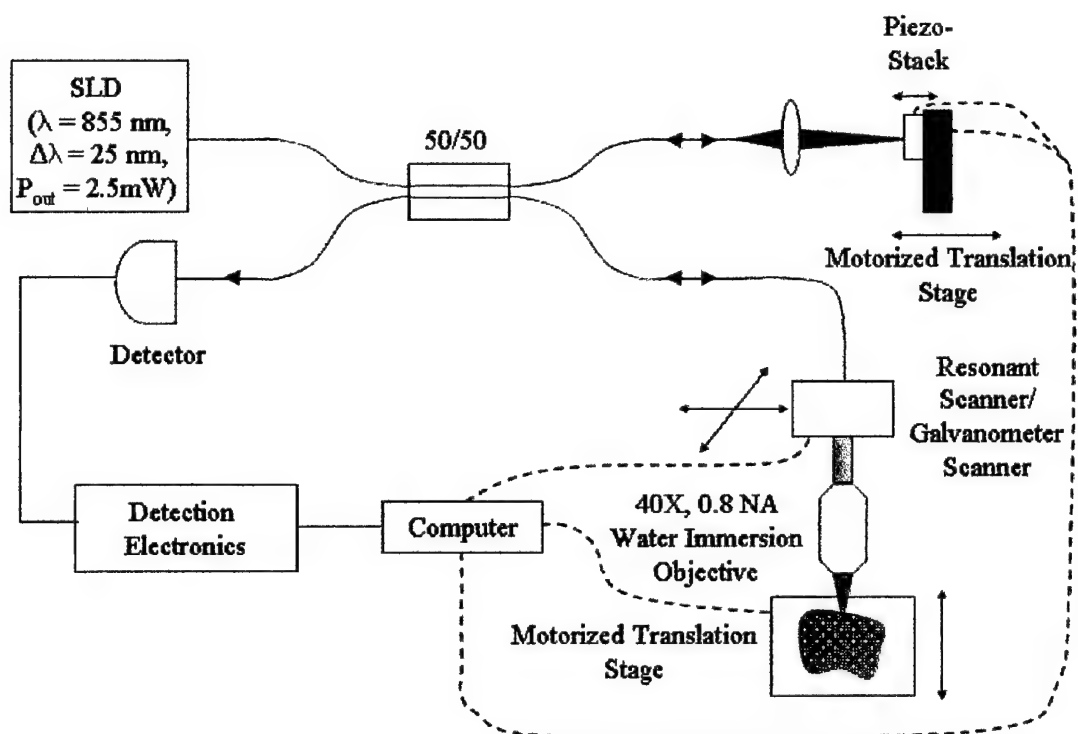 Piezo-
Stack
SLD
(λ = 855 nm,
Δλ = 25 nm,
P_out = 2.5mW)
50/50
Motorized Translation
Stage
Detector
Resonant
Scanner/
Galvanometer
Scanner
40X, 0.8 NA
Water Immersion
Objective
Detection
Electronics
Computer
Motorized Translation
Stage